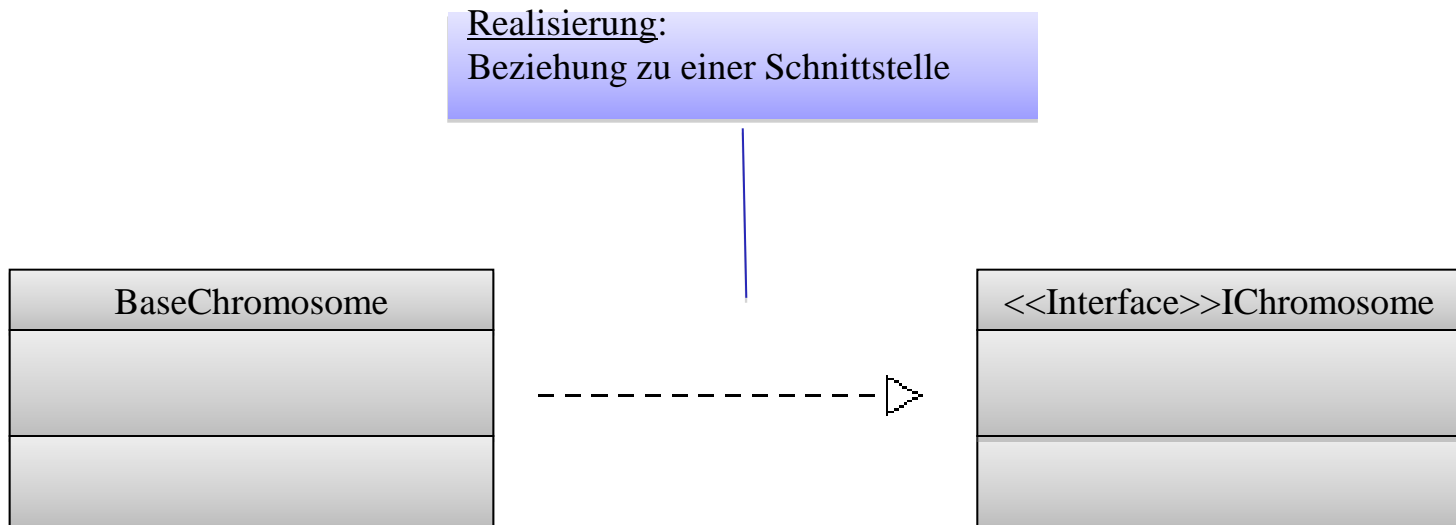 Realisierung:
Beziehung zu einer Schnittstelle
BaseChromosome
<<Interface>>IChromosome